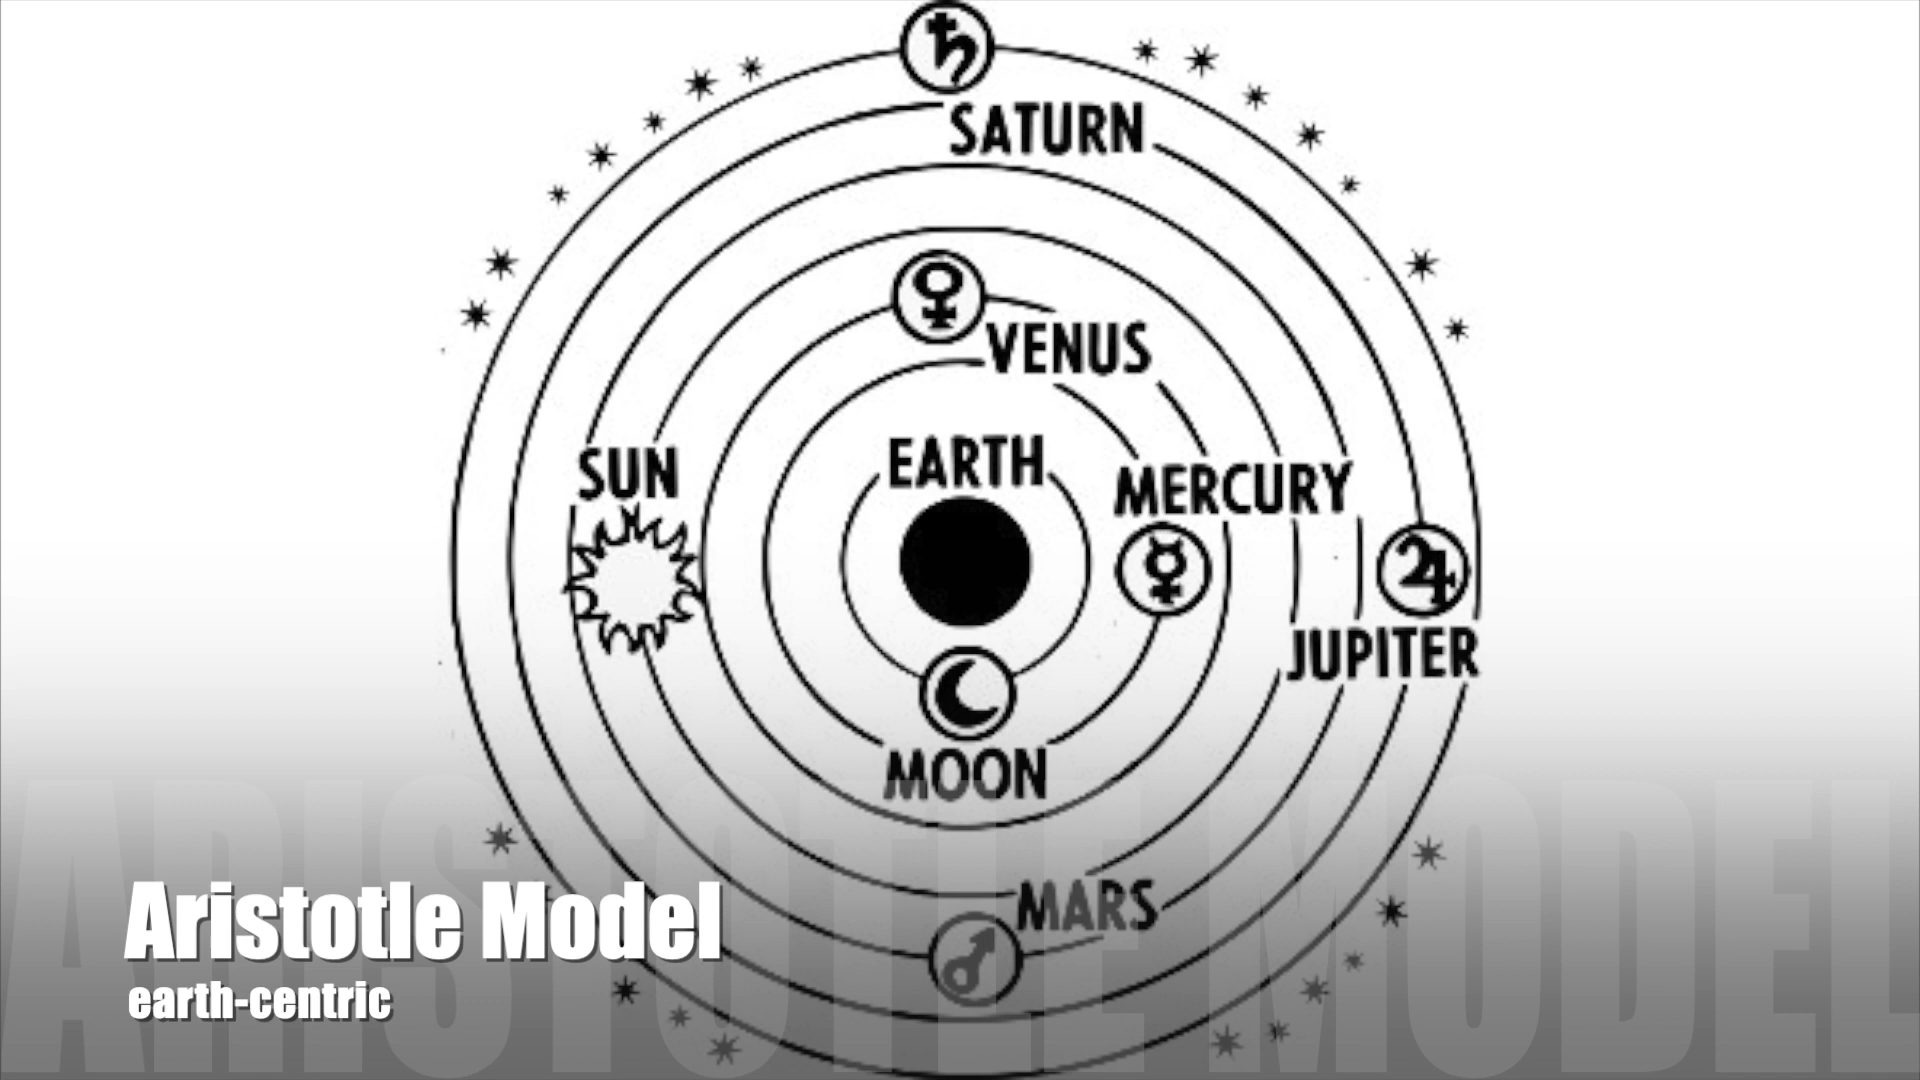 SATURN
VENUS
SUN
EARTH
MERCURY
JUPITER
MOON
MARS
ARISTOTLE MODEL
Aristotle Model
earth-centric